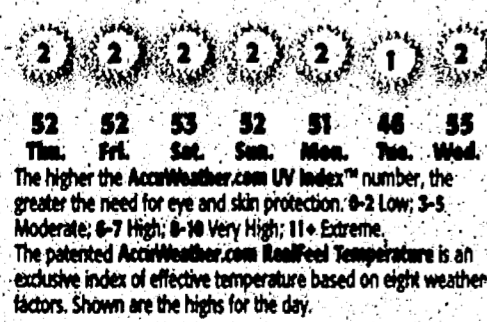 2 2 2 2 2 1 2
52 52 53 52 51 46 55
Thu. Fri. Sat. Sun. Mon. Tue. Wed.
The higher the AccuWeather.com UV Index™ number, the
greater the need for eye and skin protection. 0-2 Low; 3-5
Moderate; 6-7 High; 8-10 Very High; 11+ Extreme.
The patented AccuWeather.com RealFeel Temperature is an
exclusive index of effective temperature based on eight weather
factors. Shown are the highs for the day.